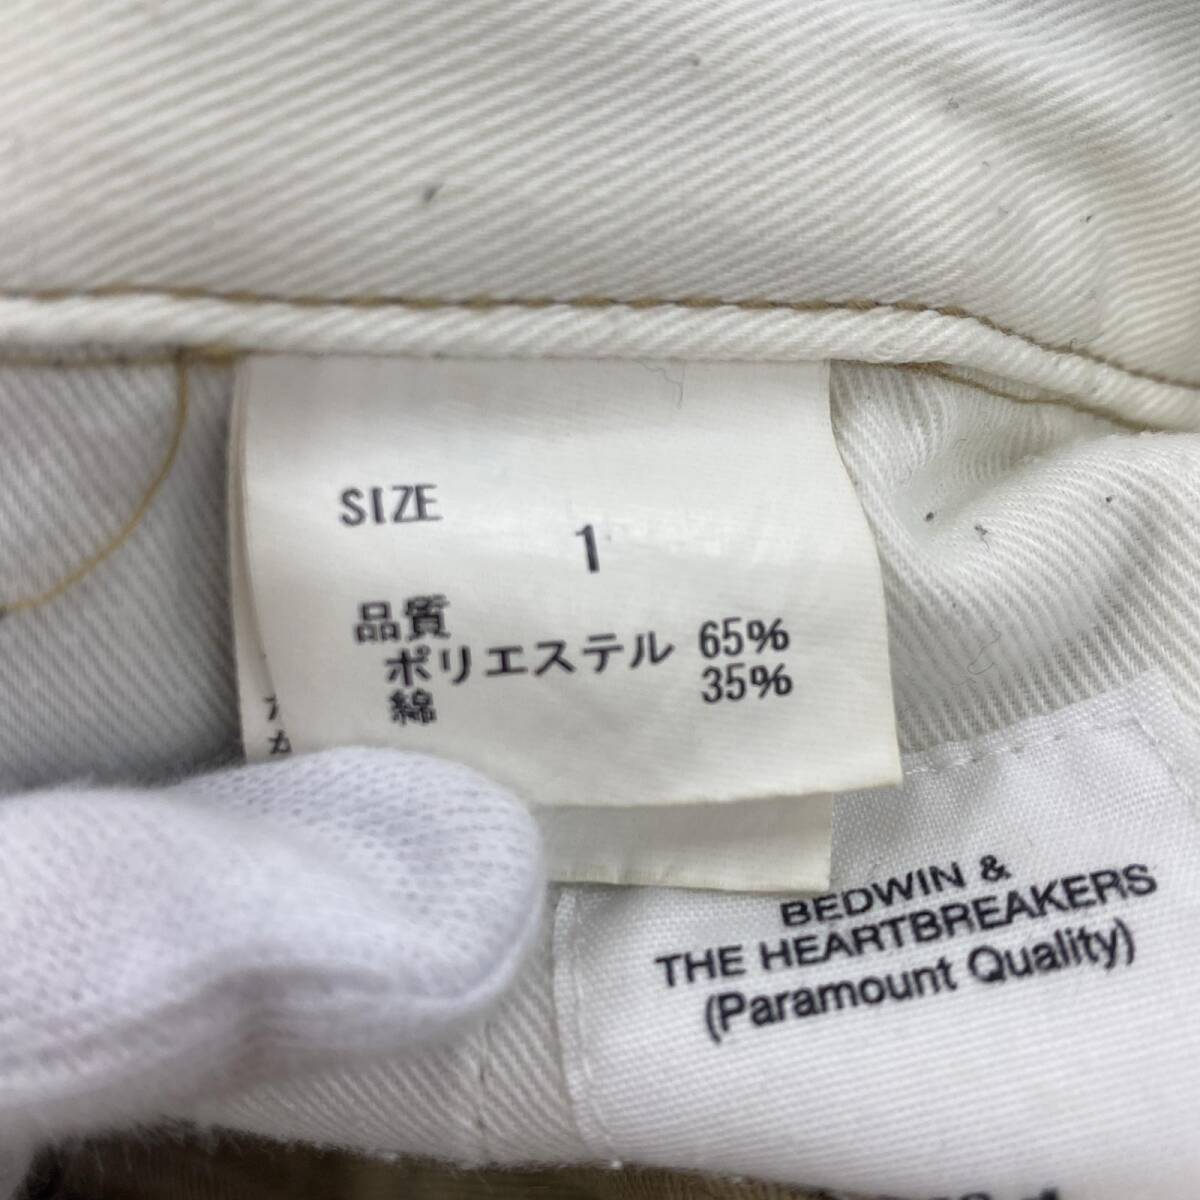 SIZE
1
品質
ポリエステル 65%
綿 35%
BEDWIN &
THE HEARTBREAKERS
(Paramount Quality)